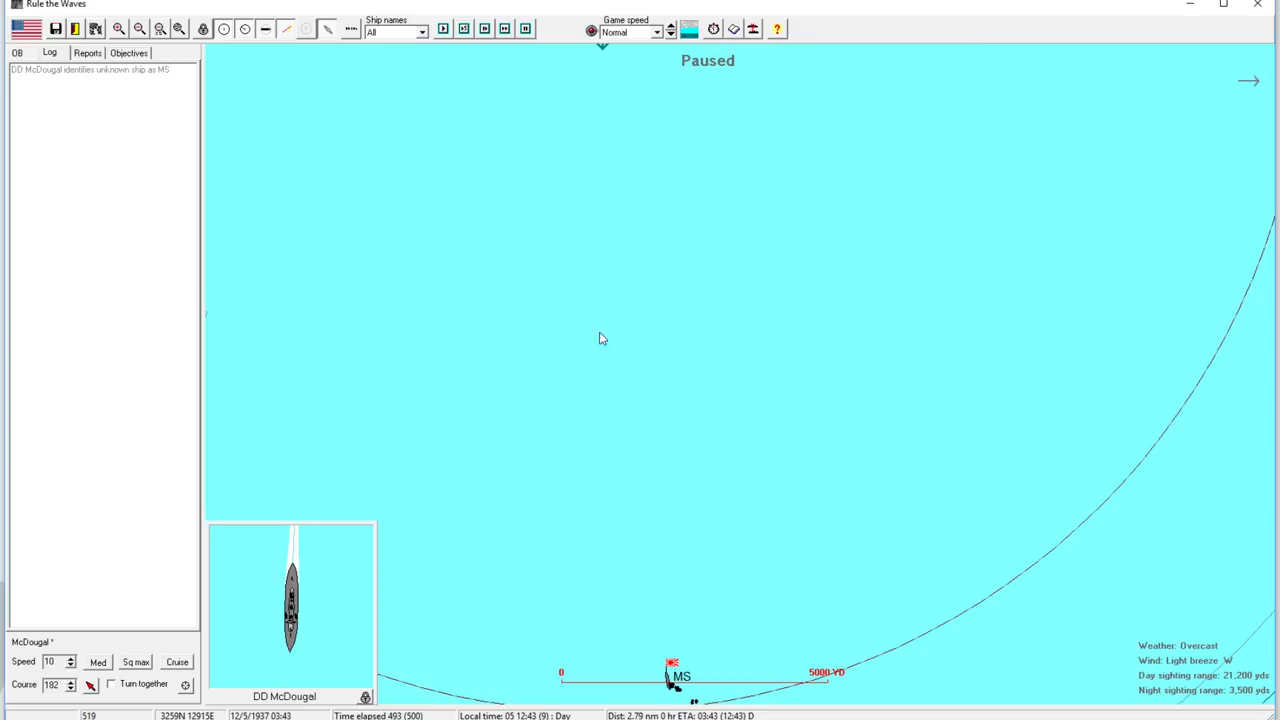 Rule the Waves
Ship names
All
Game speed
Normal
OB
Log
Reports
Objectives
DD McDougal identifies unknown ship as MS
Paused
McDougal *
Speed 10 Med Sq max Cruise
Course 182 Turn together
DD McDougal
0
5000 YD
MS
Weather: Overcast
Wind: Light breeze W
Day sighting range: 21,200 yds
Night sighting range: 3,500 yds
519
3259N 12915E
12/5/1937 03:43
Time elapsed 493 (500)
Local time: 05 12:43 (9) : Day
Dist: 2.79 nm 0 hr ETA: 03:43 (12:43) D